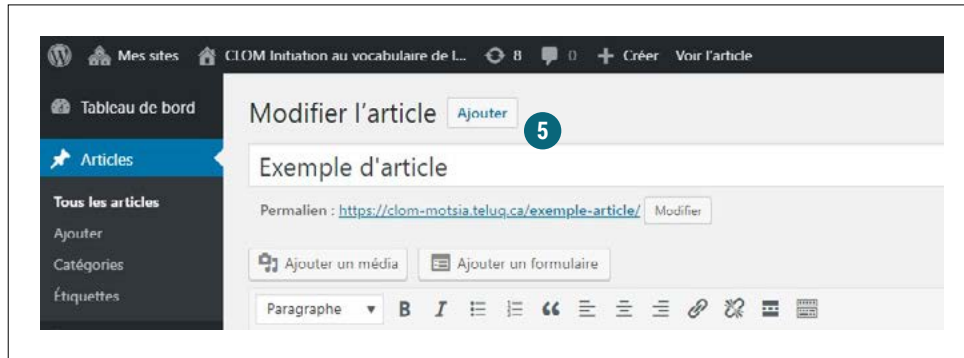 Mes sites CLOM Initiation au vocabulaire de l... 8 0 + Créer Voir l'article
Tableau de bord
Modifier l'article Ajouter
5
Articles
Exemple d'article
Tous les articles
Permalien : https://clom-motsia.teluq.ca/exemple-article/ Modifier
Ajouter
Catégories
Ajouter un média Ajouter un formulaire
Étiquettes
Paragraphe B I